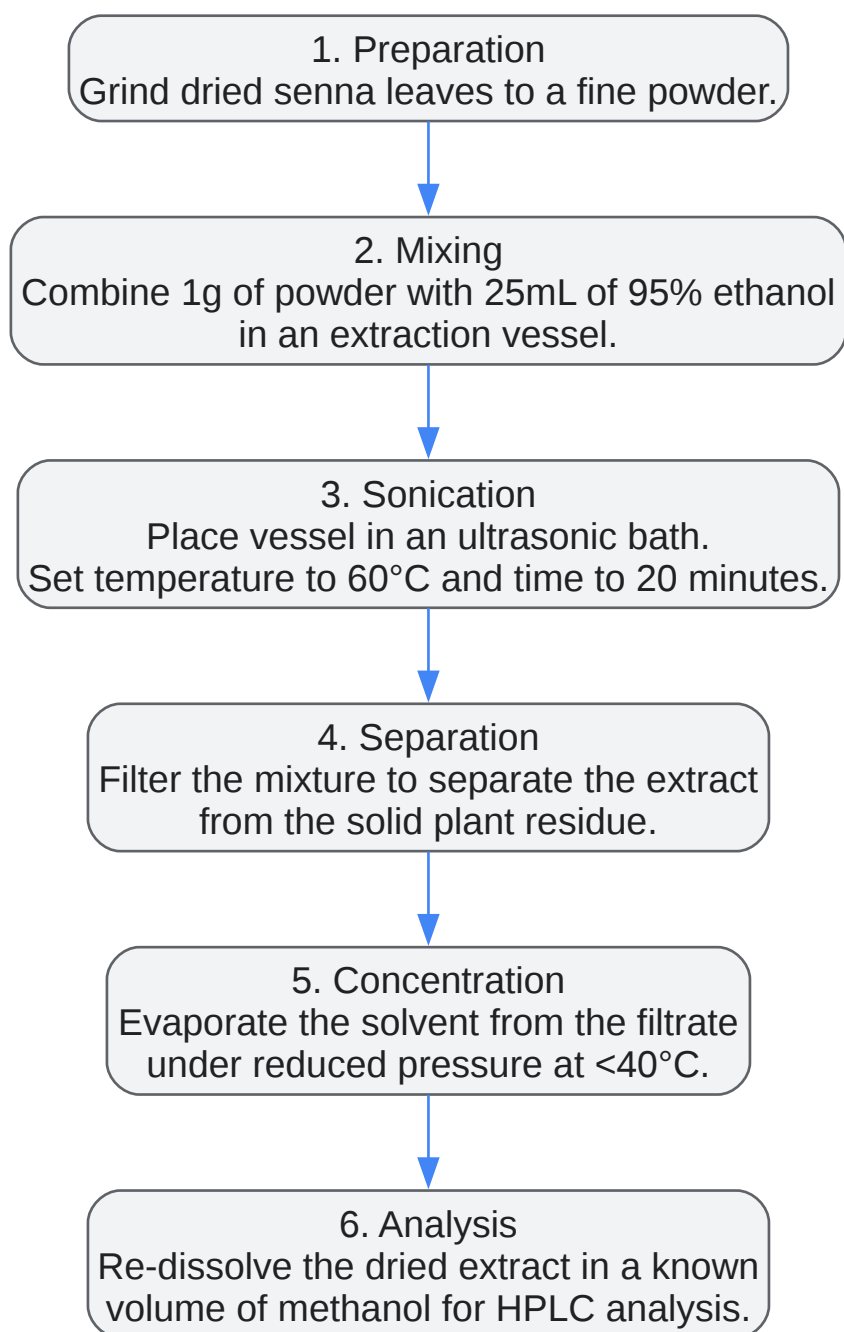 1. Preparation
Grind dried senna leaves to a fine powder.
2. Mixing
Combine 1g of powder with 25mL of 95% ethanol
in an extraction vessel.
3. Sonication
Place vessel in an ultrasonic bath.
Set temperature to 60°C and time to 20 minutes.
4. Separation
Filter the mixture to separate the extract
from the solid plant residue.
5. Concentration
Evaporate the solvent from the filtrate
under reduced pressure at <40°C.
6. Analysis
Re-dissolve the dried extract in a known
volume of methanol for HPLC analysis.